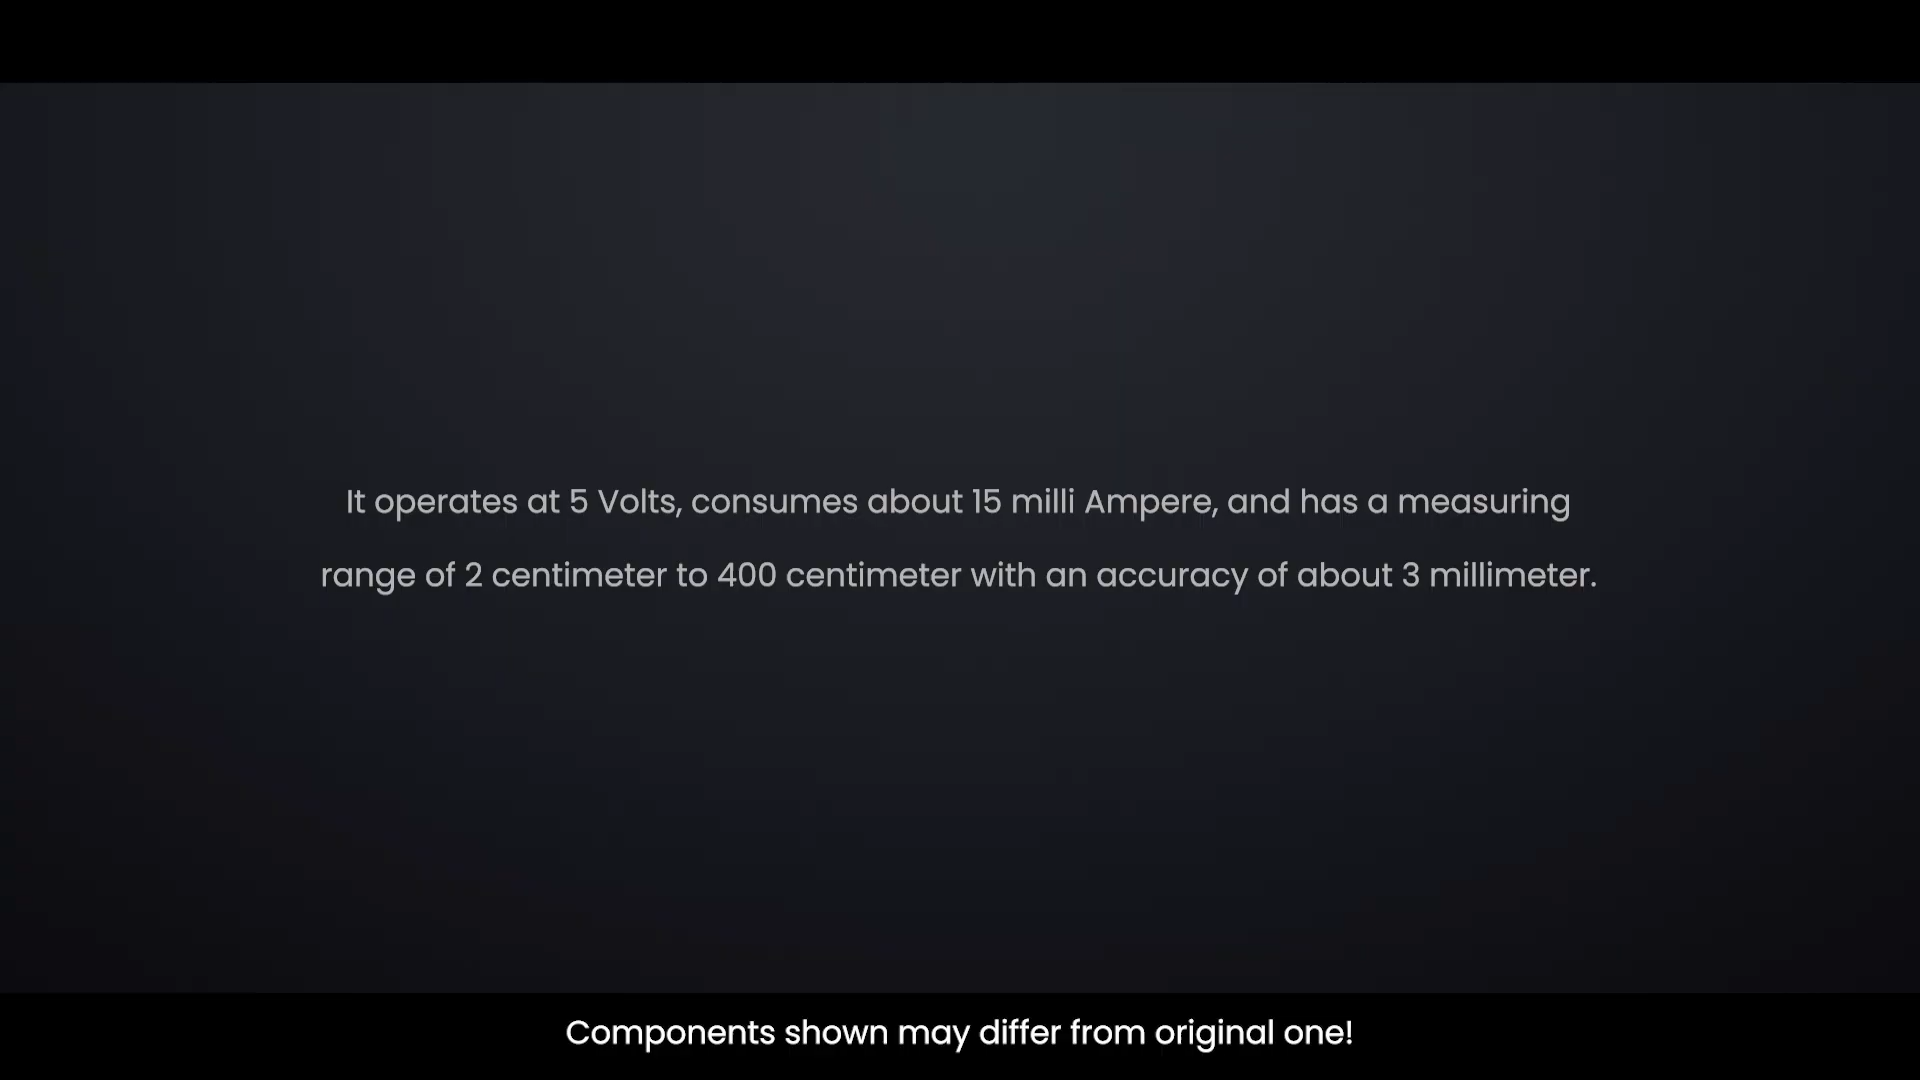 It operates at 5 Volts, consumes about 15 milli Ampere, and has a measuring
range of 2 centimeter to 400 centimeter with an accuracy of about 3 millimeter.
Components shown may differ from original one!